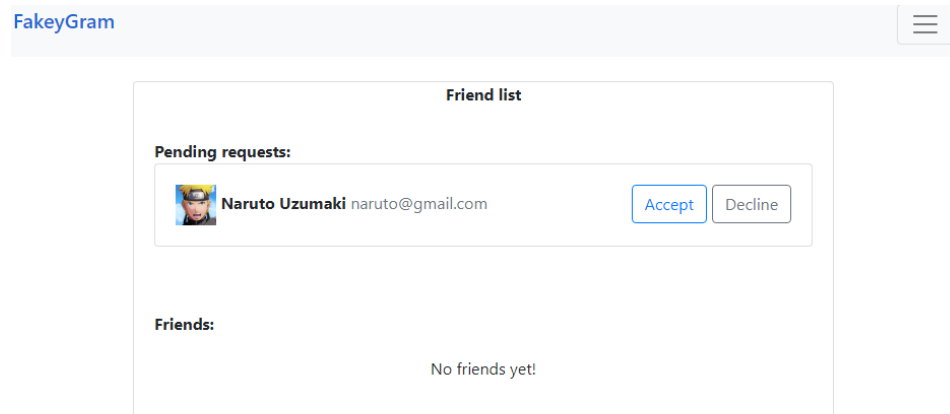 FakeyGram
Friend list
Pending requests:
Naruto Uzumaki naruto@gmail.com Accept Decline
Friends:
No friends yet!